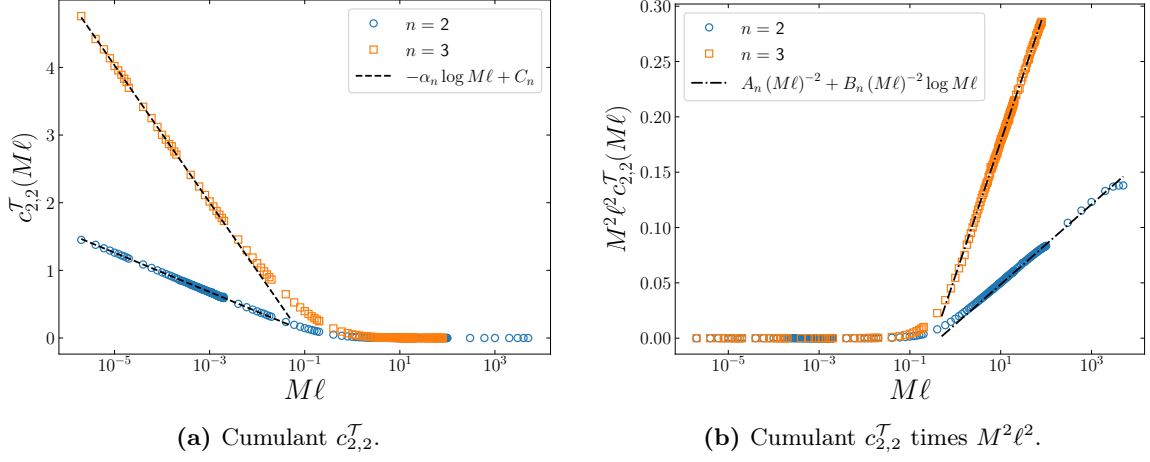 $c_{2,2}^{\mathcal{T}}(M\ell)$
4
3
2
1
0
$10^{-5}$ $10^{-3}$ $10^{-1}$ $10^{1}$ $10^{3}$
$M\ell$
$n = 2$
$n = 3$
$-\alpha_n \log M\ell + C_n$
(a) Cumulant $c_{2,2}^{\mathcal{T}}$.
$M^2\ell^2 c_{2,2}^{\mathcal{T}}(M\ell)$
0.30
0.25
0.20
0.15
0.10
0.05
0.00
$10^{-5}$ $10^{-3}$ $10^{-1}$ $10^{1}$ $10^{3}$
$M\ell$
$n = 2$
$n = 3$
$A_n (M\ell)^{-2} + B_n (M\ell)^{-2} \log M\ell$
(b) Cumulant $c_{2,2}^{\mathcal{T}}$ times $M^2\ell^2$.